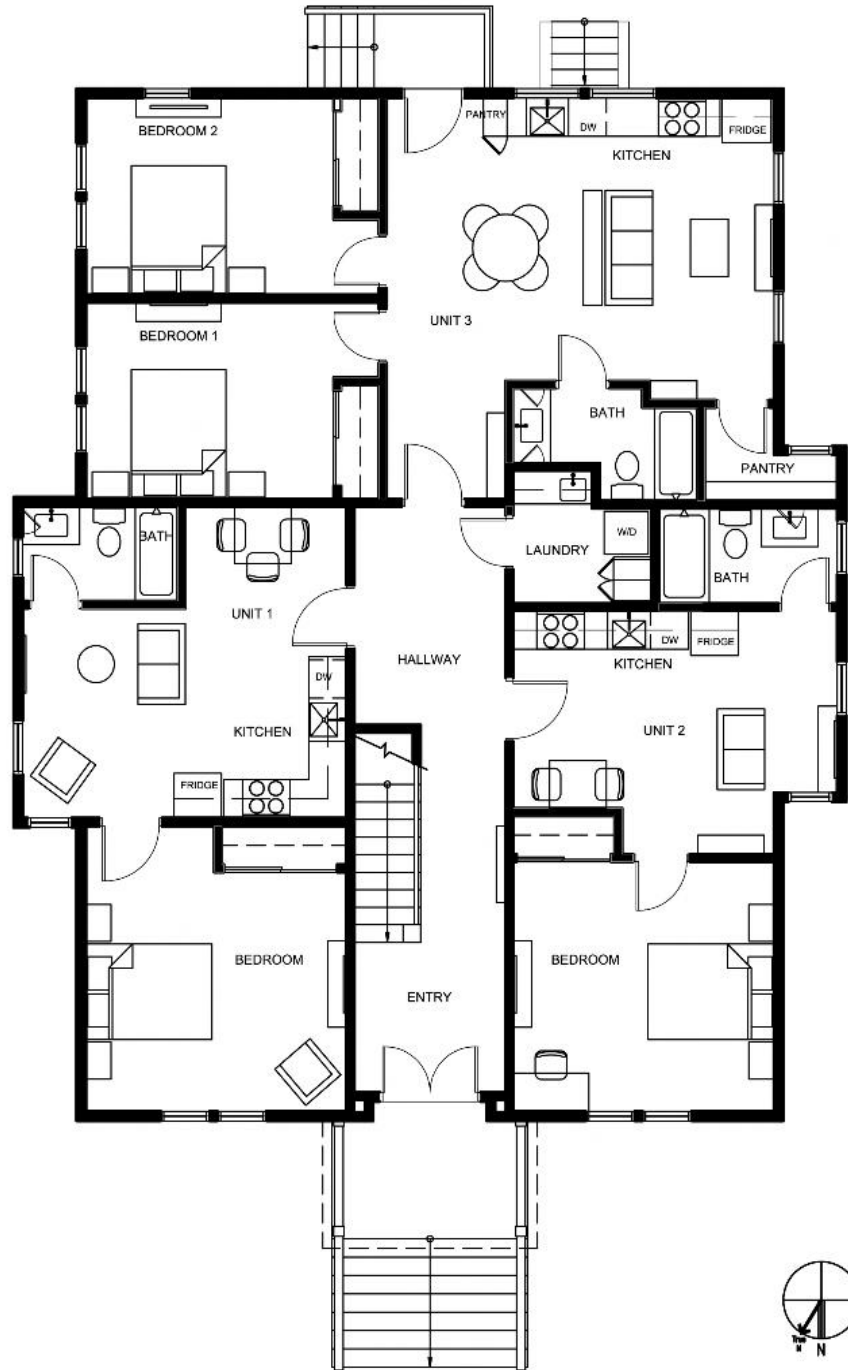 BEDROOM 2
PANTRY
DW
FRIDGE
KITCHEN
UNIT 3
BEDROOM 1
BATH
PANTRY
BATH
UNIT 1
LAUNDRY
W/D
BATH
HALLWAY
DW
KITCHEN
FRIDGE
KITCHEN
DW
FRIDGE
UNIT 2
BEDROOM
BEDROOM
ENTRY
True
N
N